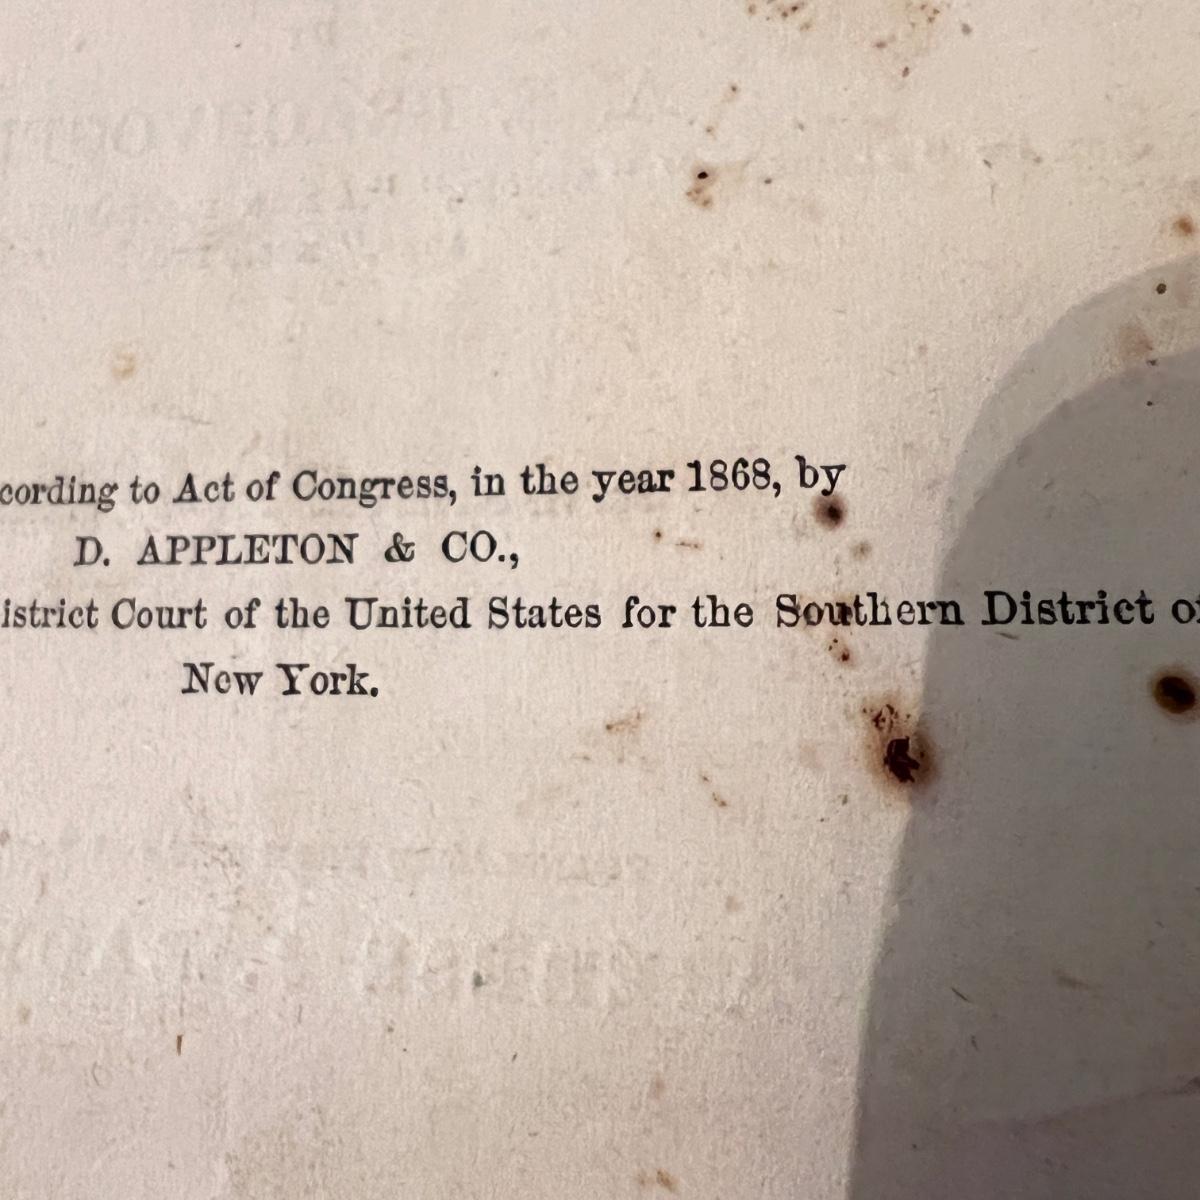 cording to Act of Congress, in the year 1868, by
D. APPLETON & CO.,
istrict Court of the United States for the Southern District of
New York.